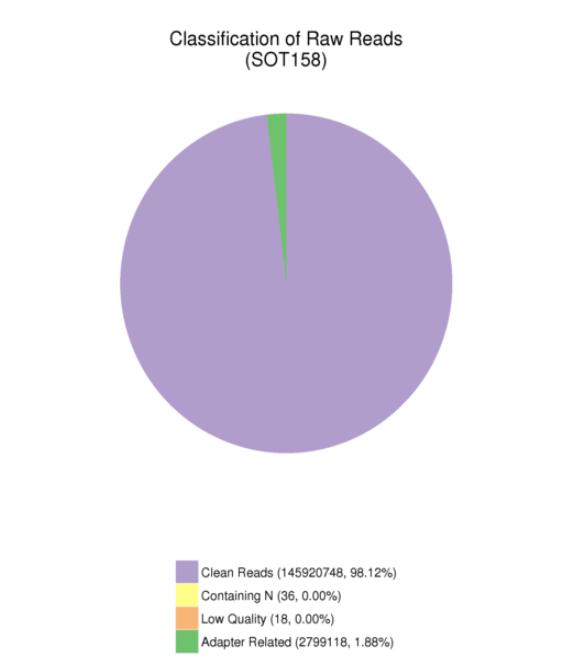 Classification of Raw Reads
(SOT158)
Clean Reads (145920748, 98.12%)
Containing N (36, 0.00%)
Low Quality (18, 0.00%)
Adapter Related (2799118, 1.88%)